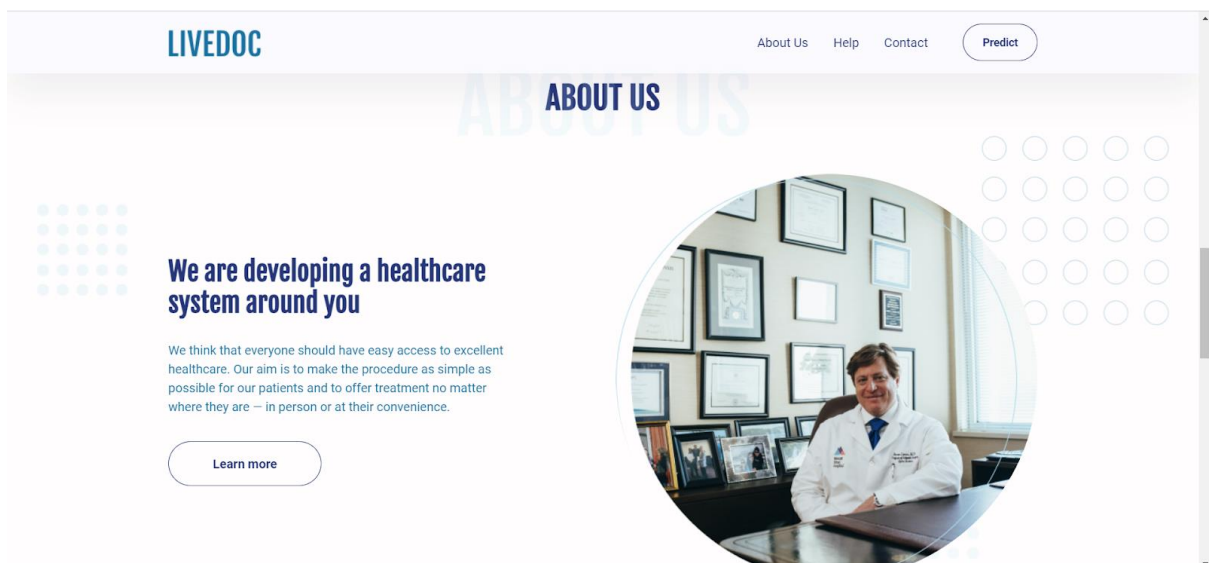 LIVEDOC
About Us Help Contact Predict
ABOUT US
ABOUT US
We are developing a healthcare
system around you
We think that everyone should have easy access to excellent
healthcare. Our aim is to make the procedure as simple as
possible for our patients and to offer treatment no matter
where they are — in person or at their convenience.
Learn more